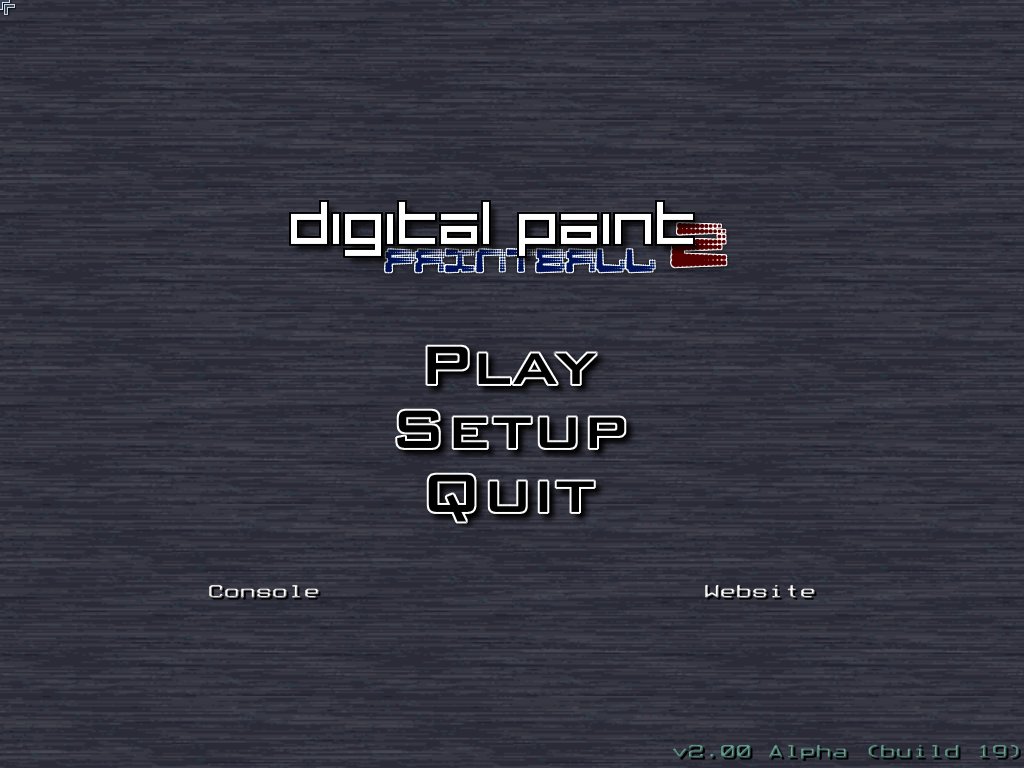 digital paint
PAINTBALL 2
Play
Setup
Quit
Console Website
v2.00 Alpha (build 19)